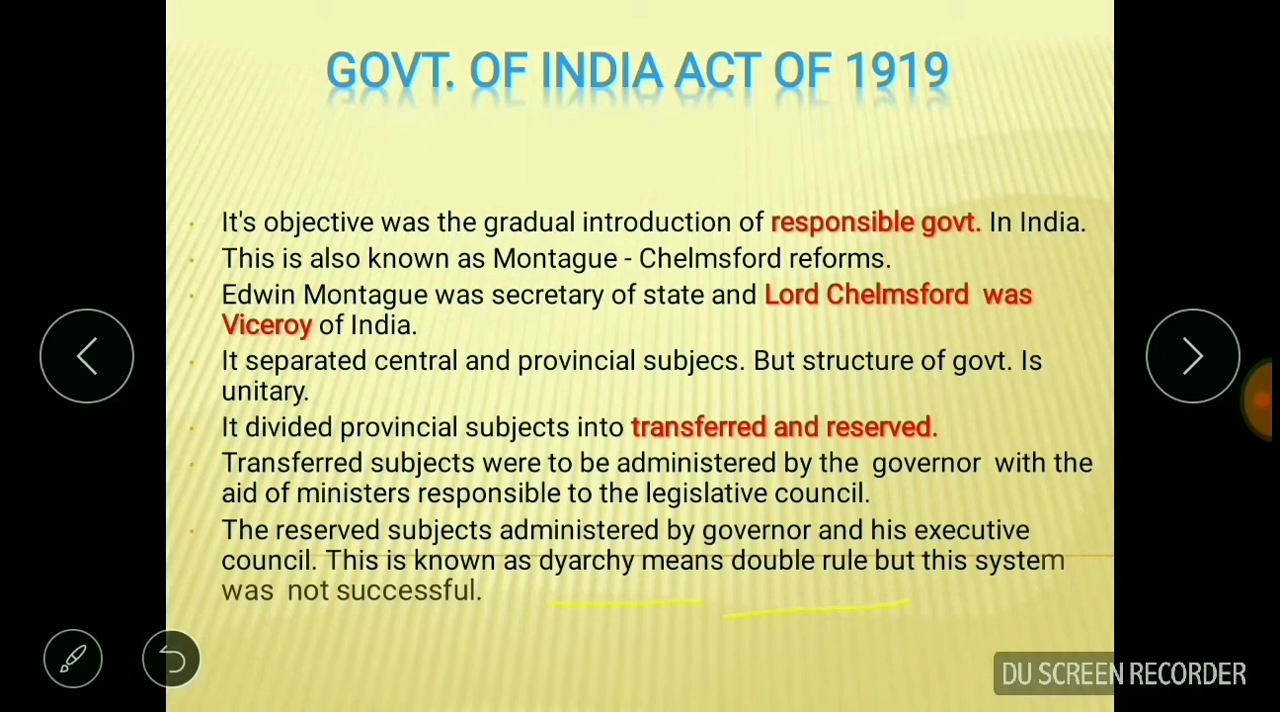 GOVT. OF INDIA ACT OF 1919
It's objective was the gradual introduction of responsible govt. In India.
This is also known as Montague - Chelmsford reforms.
Edwin Montague was secretary of state and Lord Chelmsford was
Viceroy of India.
It separated central and provincial subjecs. But structure of govt. Is
unitary.
It divided provincial subjects into transferred and reserved.
Transferred subjects were to be administered by the governor with the
aid of ministers responsible to the legislative council.
The reserved subjects administered by governor and his executive
council. This is known as dyarchy means double rule but this system
was not successful.
DU SCREEN RECORDER